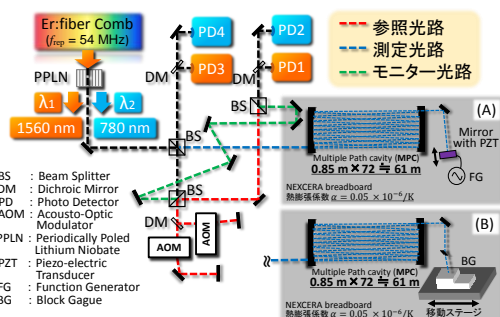 Er:fiber Comb
(frep = 54 MHz)
PPLN
λ1
λ2
1560 nm
780 nm
PD4
PD2
DM
PD3
DM
PD1
BS
BS
BS
DM
AOM
AOM
参照光路
測定光路
モニター光路
(A)
Mirror
with PZT
FG
Multiple Path cavity (MPC)
0.85 m×72 ≒ 61 m
NEXCERA breadboard
熱膨張係数 α = 0.05 × 10⁻⁶/K
(B)
BG
Multiple Path cavity (MPC)
0.85 m×72 ≒ 61 m
NEXCERA breadboard
熱膨張係数 α = 0.05 × 10⁻⁶/K
移動ステージ
BS : Beam Splitter
DM : Dichroic Mirror
PD : Photo Detector
AOM : Acousto-Optic
Modulator
PPLN : Periodically Poled
Lithium Niobate
PZT : Piezo-electric
Transducer
FG : Function Generator
BG : Block Gague